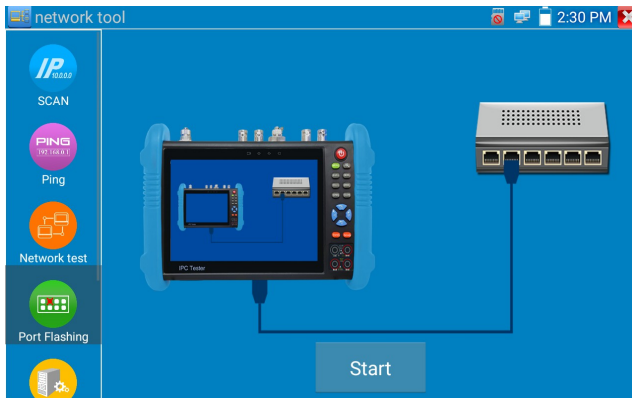 network tool
2:30 PM
IP
10.0.0.0
SCAN
PING
192.168.0.1
Ping
Network test
Port Flashing
IPC Tester
Start